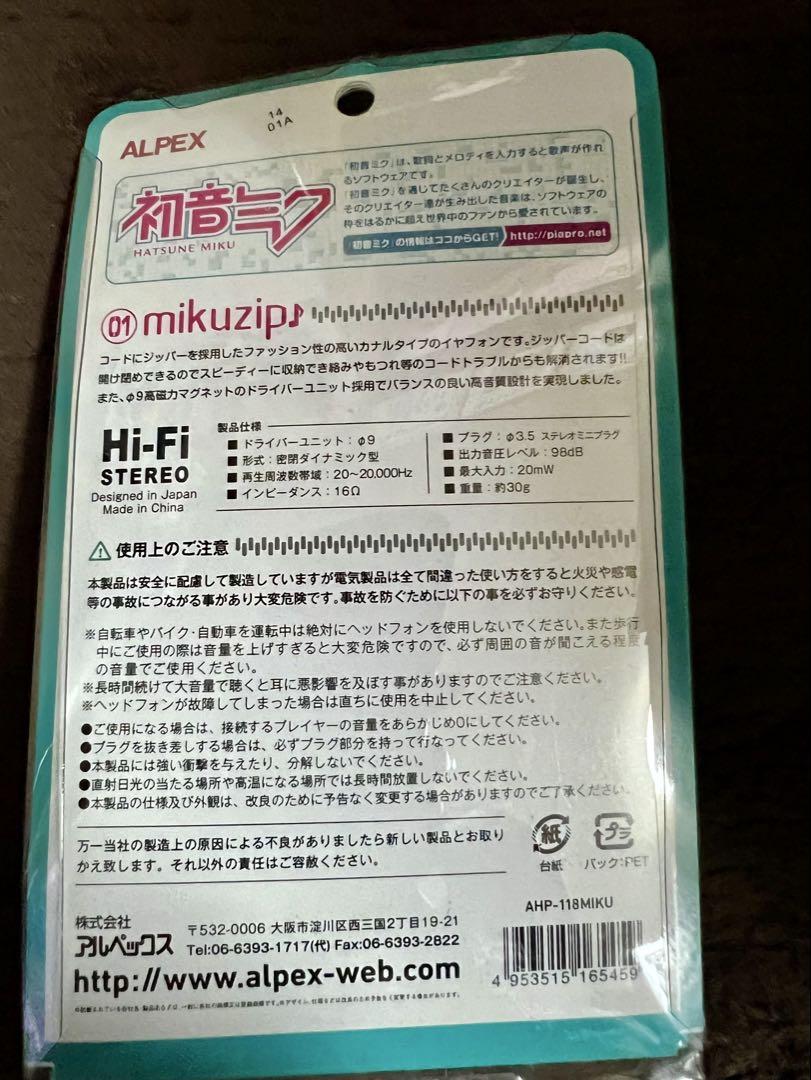 14
01A
ALPEX
初音ミク
HATSUNE MIKU
「初音ミク」は、歌詞とメロディを入力すると歌声が作れ
るソフトウェアです。
「初音ミク」を通じてたくさんのクリエイターが誕生し、
そのクリエイター達が生み出した音楽は、ソフトウェアの
枠をはるかに超え世界中のファンから愛されています。
「初音ミク」の情報はココからGET! http://piapro.net
01 mikuzip♪
コードにジッパーを採用したファッション性の高いカナルタイプのイヤフォンです。ジッパーコードは
開け閉めできるのでスピーディーに収納でき絡みやもつれ等のコードトラブルからも解消されます!!
また、φ9高磁力マグネットのドライバーユニット採用でバランスの良い高音質設計を実現しました。
Hi-Fi
STEREO
Designed in Japan
Made in China
製品仕様
■ ドライバーユニット：φ9
■ 形式：密閉ダイナミック型
■ 再生周波数帯域：20〜20,000Hz
■ インピーダンス：16Ω
■ プラグ：φ3.5 ステレオミニプラグ
■ 出力音圧レベル：98dB
■ 最大入力：20mW
■ 重量：約30g
⚠ 使用上のご注意
本製品は安全に配慮して製造していますが電気製品は全て間違った使い方をすると火災や感電
等の事故につながる事があり大変危険です。事故を防ぐために以下の事を必ずお守りください。
※自転車やバイク・自動車を運転中は絶対にヘッドフォンを使用しないでください。また歩行
中にご使用の際は音量を上げすぎると大変危険ですので、必ず周囲の音が聞こえる程度
の音量でご使用ください。
※長時間続けて大音量で聴くと耳に悪影響を及ぼす事がありますのでご注意ください。
※ヘッドフォンが故障してしまった場合は直ちに使用を中止してください。
●ご使用になる場合は、接続するプレイヤーの音量をあらかじめ0にしてください。
●プラグを抜き差しする場合は、必ずプラグ部分を持って行なってください。
●本製品には強い衝撃を与えたり、分解しないでください。
●直射日光の当たる場所や高温になる場所では長時間放置しないでください。
●本製品の仕様及び外観は、改良のために予告なく変更する場合がありますのでご了承ください。
万一当社の製造上の原因による不良がありましたら新しい製品とお取り
かえ致します。それ以外の責任はご容赦ください。
紙
台紙
プラ
パック：PET
株式会社
アルペックス
〒532-0006 大阪市淀川区西三国2丁目19-21
Tel:06-6393-1717(代) Fax:06-6393-2822
http://www.alpex-web.com
AHP-118MIKU
4 953515 165459